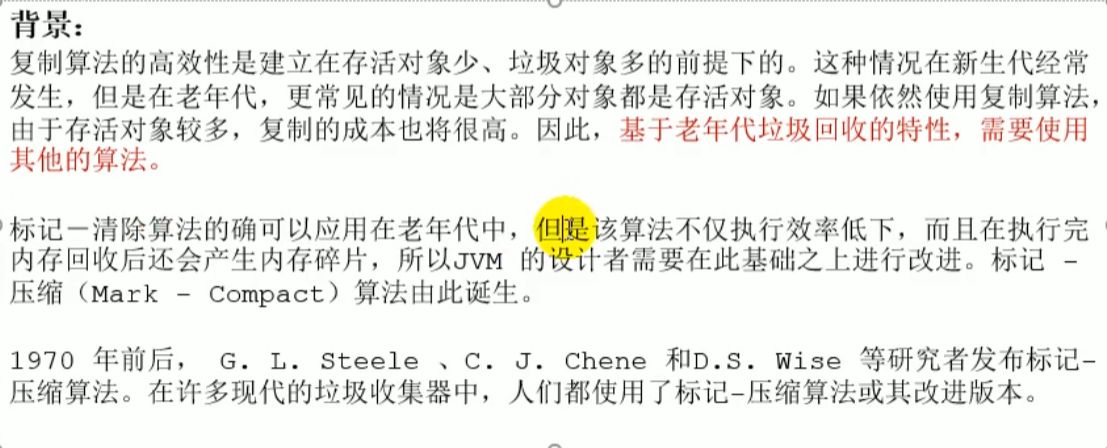 背景：
复制算法的高效性是建立在存活对象少、垃圾对象多的前提下的。这种情况在新生代经常
发生，但是在老年代，更常见的情况是大部分对象都是存活对象。如果依然使用复制算法，
由于存活对象较多，复制的成本也将很高。因此，基于老年代垃圾回收的特性，需要使用
其他的算法。
标记－清除算法的确可以应用在老年代中，但是该算法不仅执行效率低下，而且在执行完
内存回收后还会产生内存碎片，所以JVM 的设计者需要在此基础之上进行改进。标记 -
压缩（Mark - Compact）算法由此诞生。
1970 年前后， G. L. Steele 、C. J. Chene 和D.S. Wise 等研究者发布标记-
压缩算法。在许多现代的垃圾收集器中，人们都使用了标记-压缩算法或其改进版本。